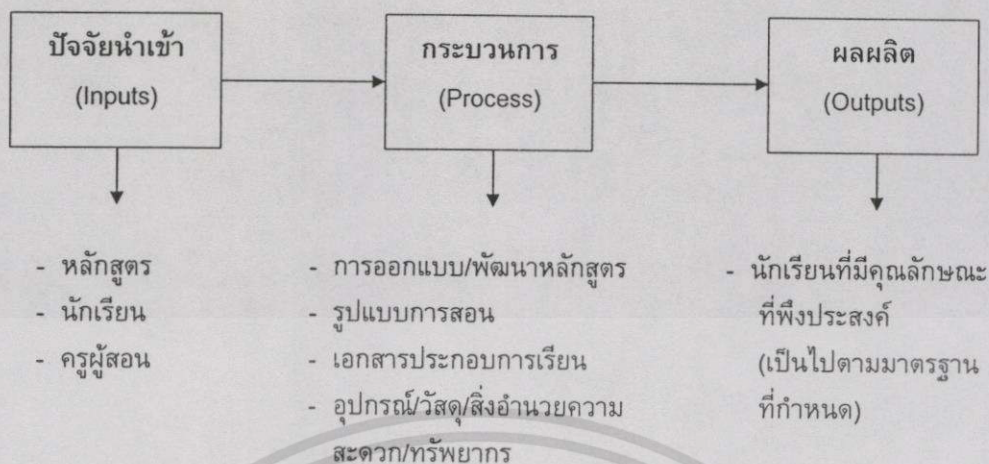 ปัจจัยนำเข้า
(Inputs)
กระบวนการ
(Process)
ผลผลิต
(Outputs)
- หลักสูตร
- นักเรียน
- ครูผู้สอน
- การออกแบบ/พัฒนาหลักสูตร
- รูปแบบการสอน
- เอกสารประกอบการเรียน
- อุปกรณ์/วัสดุ/สิ่งอำนวยความ
สะดวก/ทรัพยากร
- นักเรียนที่มีคุณลักษณะ
ที่พึงประสงค์
(เป็นไปตามมาตรฐาน
ที่กำหนด)